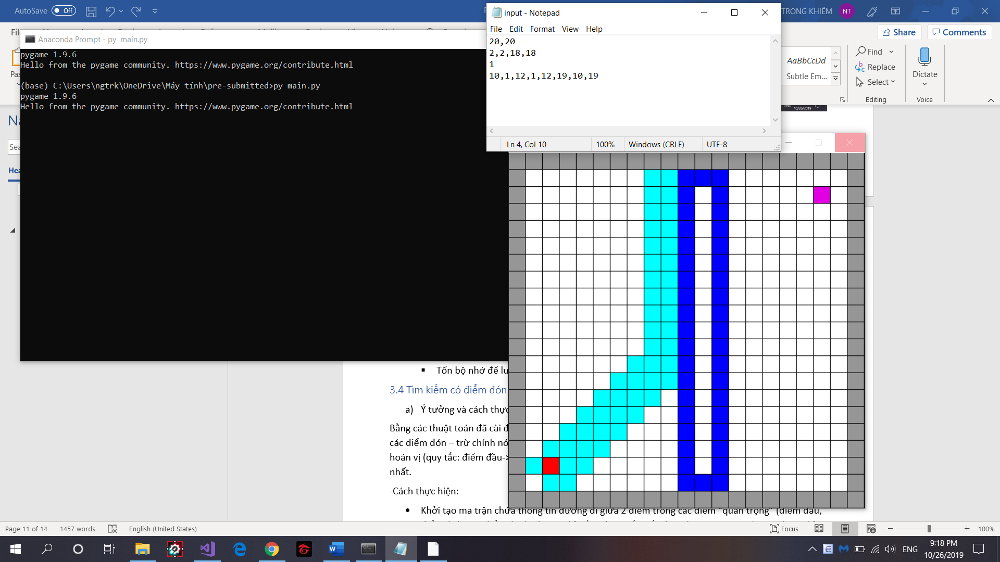 AutoSave
Off
TRỌNG KHIÊM
NT
Share
Comments
Anaconda Prompt - py  main.py
pygame 1.9.6
Hello from the pygame community. https://www.pygame.org/contribute.html
(base) C:\Users\ngtrk\OneDrive\Máy tính\pre-submitted>py main.py
pygame 1.9.6
Hello from the pygame community. https://www.pygame.org/contribute.html
input - Notepad
File Edit Format View Help
20,20
2,2,18,18
1
10,1,12,1,12,19,10,19
Ln 4, Col 10
100%
Windows (CRLF)
UTF-8
AaBbCcDd
Subtle Em...
Find
Replace
Select
Editing
Dictate
Voice
ENG
10/26/2019
Tốn bộ nhớ để lư
3.4 Tìm kiếm có điểm đón
a) Ý tưởng và cách thực
Bằng các thuật toán đã cài đ
các điểm đón – trừ chính nó
hoán vị (quy tắc: điểm đầu->
nhất.
-Cách thực hiện:
Khởi tạo ma trận chứa thông tin đường đi giữa 2 điểm trong các điểm "quan trọng" (điểm đầu,
Page 11 of 14
1457 words
English (United States)
Focus
100%
ENG
9:18 PM
10/26/2019